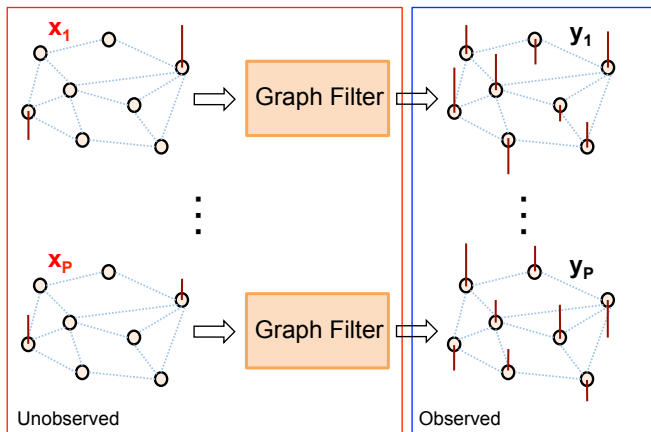 x1
y1
Graph Filter
xP
yP
Graph Filter
Unobserved
Observed